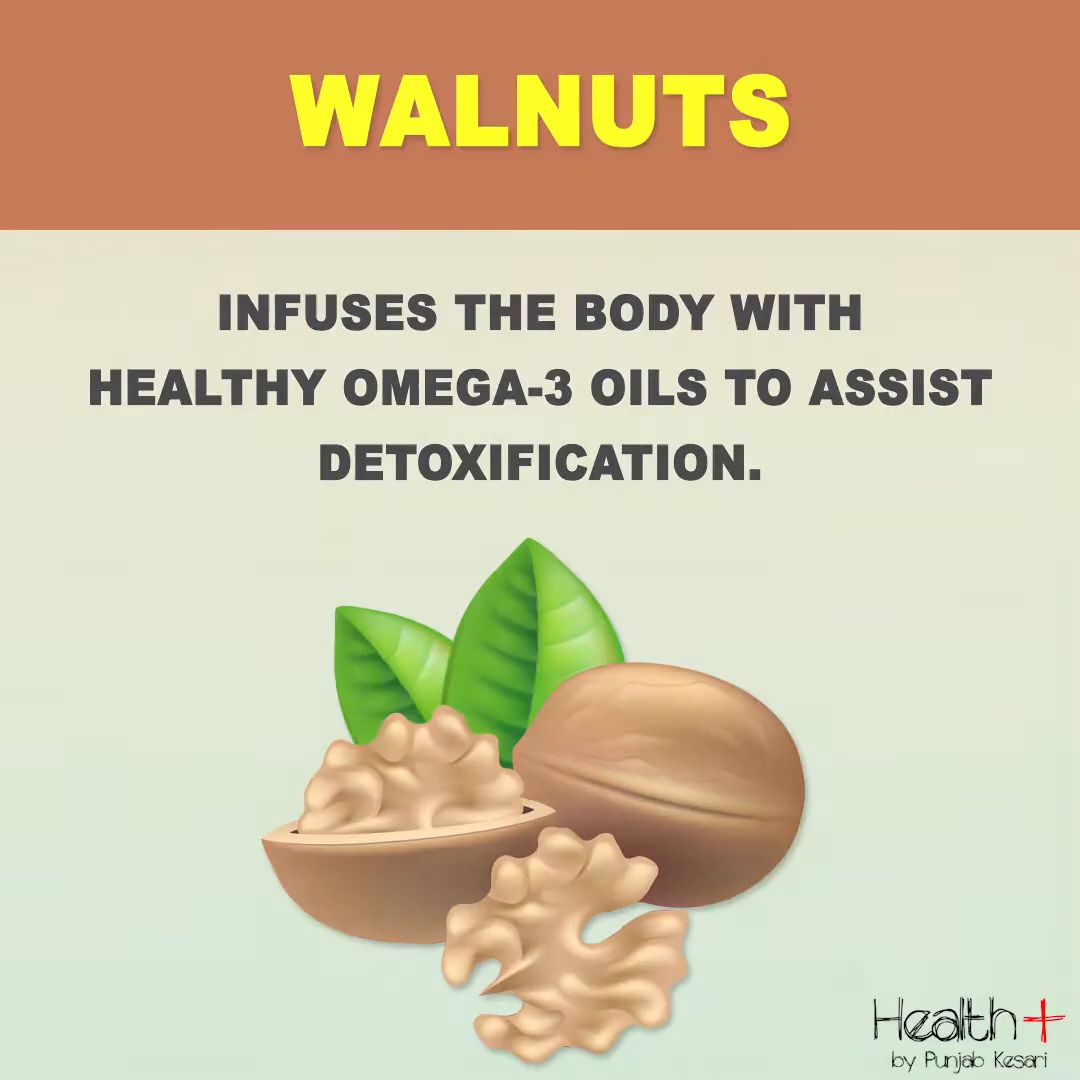 WALNUTS
INFUSES THE BODY WITH
HEALTHY OMEGA-3 OILS TO ASSIST
DETOXIFICATION.
Health+
by Punjab Kesari